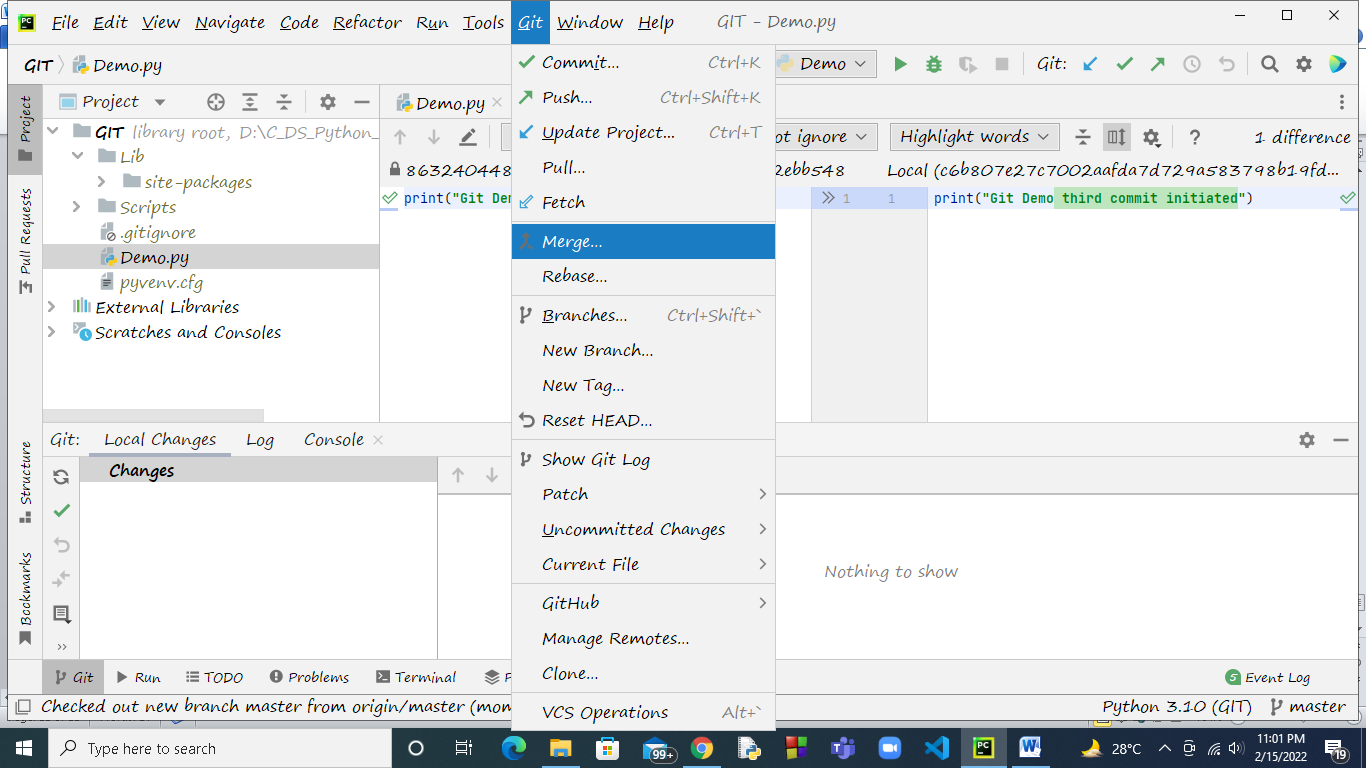 File Edit View Navigate Code Refactor Run Tools Git Window Help GIT - Demo.py
GIT Demo.py
Demo
Git:
Project
Demo.py
Commit... Ctrl+K
Push... Ctrl+Shift+K
Update Project... Ctrl+T
Pull...
Fetch
Merge...
Rebase...
Branches... Ctrl+Shift+`
New Branch...
New Tag...
Reset HEAD...
Show Git Log
Patch
Uncommitted Changes
Current File
GitHub
Manage Remotes...
Clone...
VCS Operations Alt+`
Project
Pull Requests
Structure
Bookmarks
GIT library root, D:\C_DS_Python_
Lib
site-packages
Scripts
.gitignore
Demo.py
pyvenv.cfg
External Libraries
Scratches and Consoles
ot ignore
Highlight words
? 1 difference
863240448
2ebb548
Local (c6b807e27c7002aafda7d729a583798b19fd...
print("Git Dem
1 1
print("Git Demo third commit initiated")
Git: Local Changes Log Console
Changes
Nothing to show
Git Run TODO Problems Terminal P
5 Event Log
Checked out new branch master from origin/master (mom
Python 3.10 (GIT) master
Type here to search
99+
PC
28°C
11:01 PM
2/15/2022
19